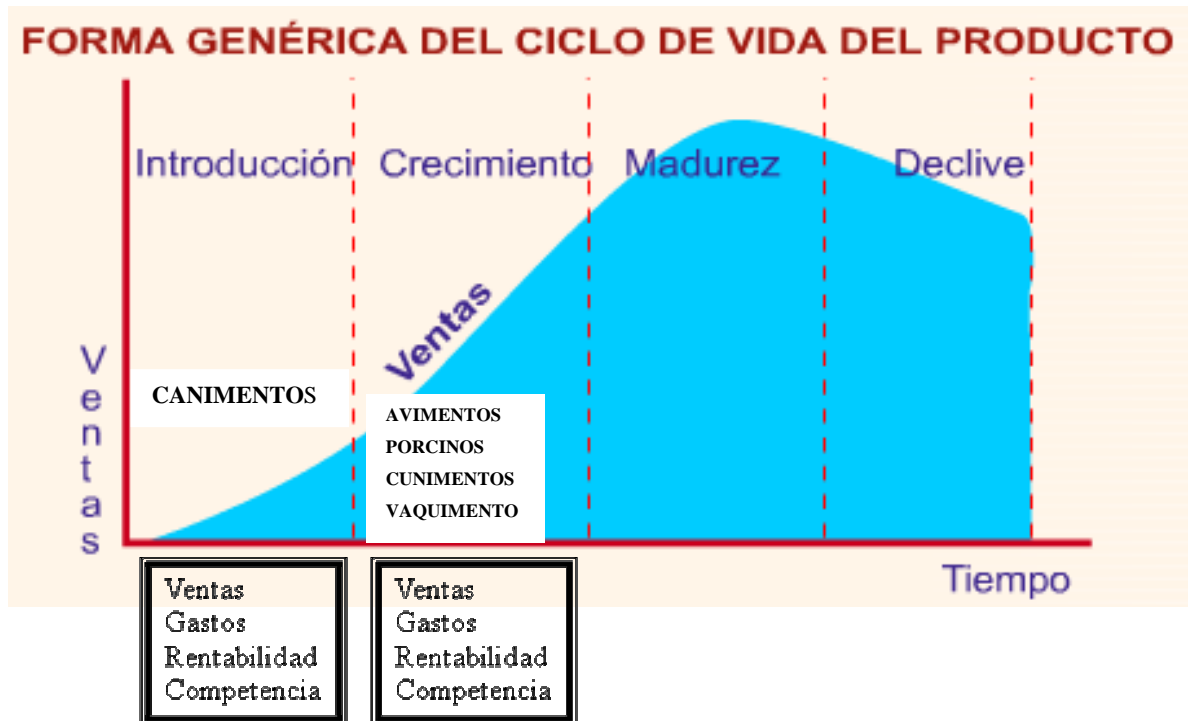 FORMA GENÉRICA DEL CICLO DE VIDA DEL PRODUCTO
Introducción
Crecimiento
Madurez
Declive
Ventas
Ventas
CANIMENTOS
AVIMENTOS
PORCINOS
CUNIMENTOS
VAQUIMENTO
Tiempo
Ventas
Gastos
Rentabilidad
Competencia
Ventas
Gastos
Rentabilidad
Competencia